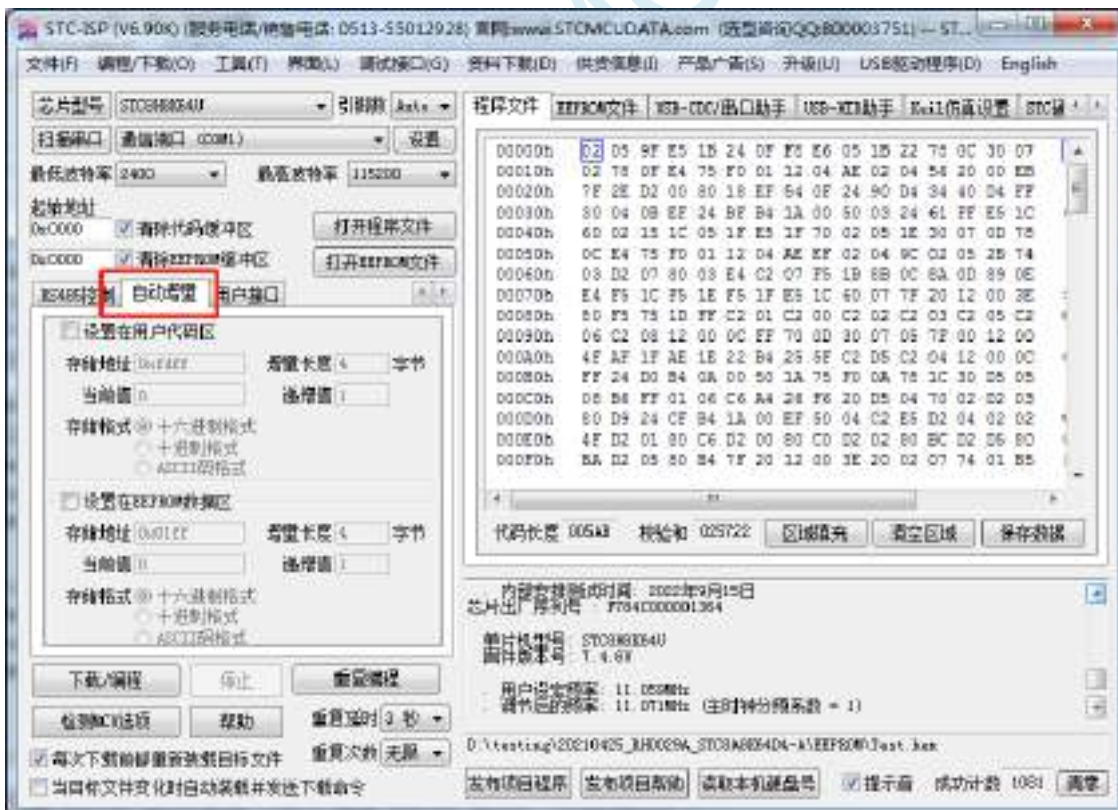 STC-ISP (V6.90K) (服务电话/销售电话: 0513-55012928) 官网:www.STCMCUDATA.com (选型咨询QQ:800003751) -- ST...
文件(F) 编程/下载(O) 工具(T) 界面(L) 调试接口(G) 资料下载(D) 供货信息(I) 产品广告(S) 升级(U) USB驱动程序(D) English
芯片型号 STC8H8K64U 引脚数 Auto
扫描串口 通信接口 (COM1) 设置
最低波特率 2400 最高波特率 115200
起始地址
0x0000 清除代码缓冲区 打开程序文件
0x0000 清除EEPROM缓冲区 打开EEPROM文件
RS485控制 自动增量 用户接口
设置在用户代码区
存储地址 增量长度 4 字节
当前值 0 递增值 1
存储格式 十六进制格式
十进制格式
ASCII码格式
设置在EEPROM数据区
存储地址 0x01ff 增量长度 4 字节
当前值 0 递增值 1
存储格式 十六进制格式
十进制格式
ASCII码格式
下载/编程 停止 重复编程
检测MCU选项 帮助 重复延时 3 秒
每次下载前都重新装载目标文件 重复次数 无限
当目标文件变化时自动装载并发送下载命令
程序文件 EEPROM文件 USB-CDC/串口助手 USB-HID助手 Keil仿真设置
00000h 02 05 9F E5 1B 24 0F F8 E6 05 1B 22 78 0C 30 07
00010h 02 78 0F E4 75 F0 01 12 04 AE 02 04 56 20 00 EB
00020h 7F 2E D2 00 80 18 EF 54 0F 24 90 D4 34 40 D4 FF
00030h 30 04 0B EF 24 BF B4 1A 00 50 03 24 61 FF E5 1C
00040h 60 02 15 1C 05 1F E5 1F 70 02 05 1E 30 07 0D 78
00050h 0C E4 75 F0 01 12 04 AE EF 02 04 9C 02 05 2B 74
00060h 03 D2 07 80 03 E4 C2 07 F5 1B 8B 0C 8A 0D 89 0E
00070h E4 F5 1C F5 1E F5 1F E5 1C 60 07 7F 20 12 00 3E
00080h 80 F5 75 1D FF C2 01 C2 00 C2 02 C2 03 C2 05 C2
00090h 06 C2 08 12 00 0C FF 70 0D 30 07 05 7F 00 12 00
000A0h 4F AF 1F AE 1E 22 B4 25 5F C2 D5 C2 04 12 00 0C
000B0h FF 24 D0 B4 0A 00 50 1A 75 F0 0A 78 1C 30 D5 05
000C0h 08 B6 FF 01 06 C6 A4 26 F6 20 D5 04 70 02 D2 03
000D0h 80 D9 24 CF B4 1A 00 EF 50 04 C2 E5 D2 04 02 02
000E0h 4F D2 01 80 C6 D2 00 80 C0 D2 02 80 BC D2 D5 80
000F0h BA D2 05 80 B4 7F 20 12 00 3E 20 02 07 74 01 B5
代码长度 005AB 校验和 025722 区域填充 清空区域 保存数据
内部安排测试时间: 2022年9月15日
芯片出厂序列号 : F784C000001364
单片机型号: STC8H8K64U
固件版本号: 7.4.6U
用户设定频率: 11.059MHz
调节后的频率: 11.071MHz (主时钟分频系数 = 1)
发布项目程序 发布项目帮助 读取本机硬盘号 提示音 成功计数 1081 清零